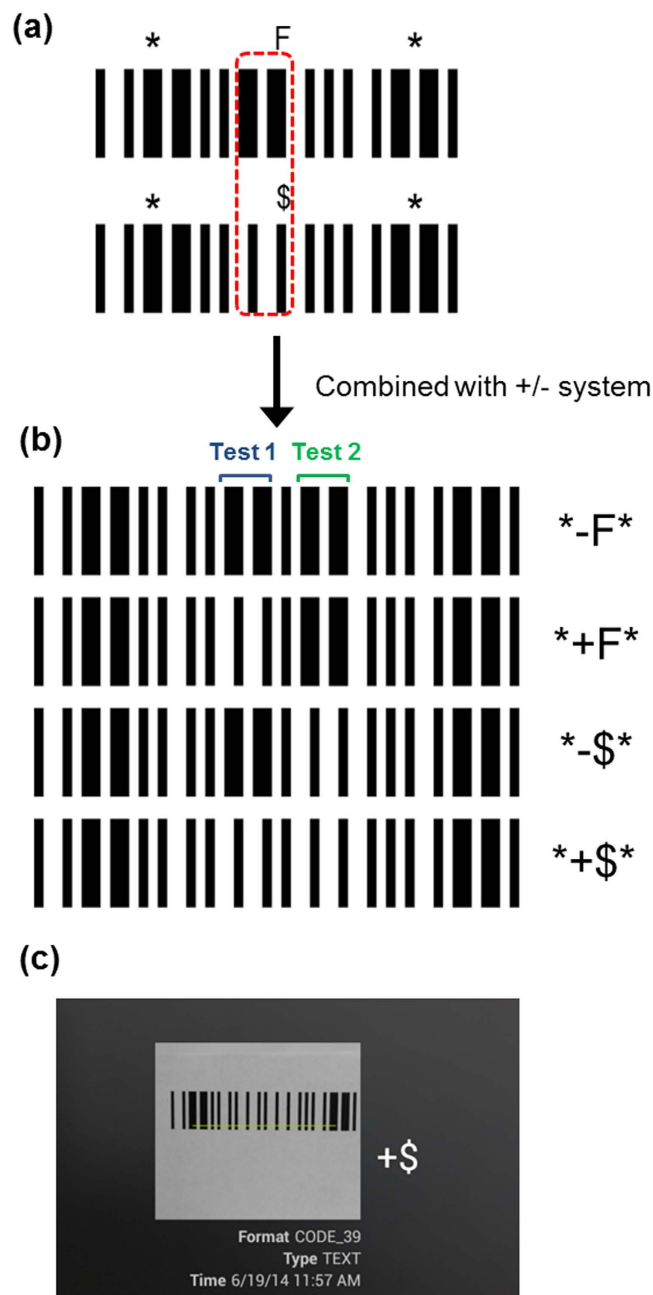 (a)
* F *
* $ *
Combined with +/- system
(b)
Test 1 Test 2
*-F*
*+F*
*-$*
*+$*
(c)
+$
Format CODE_39
Type TEXT
Time 6/19/14 11:57 AM